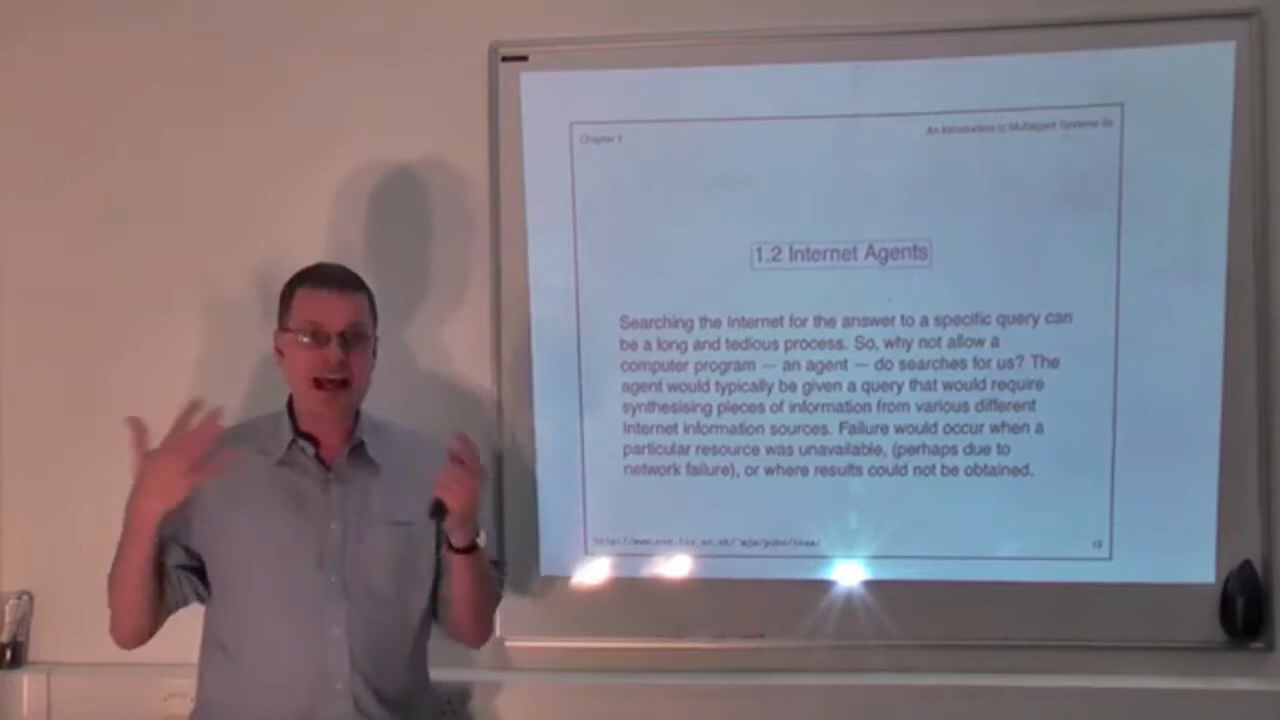 Chapter 1
An Introduction to Multiagent Systems 2e
1.2 Internet Agents
Searching the Internet for the answer to a specific query can
be a long and tedious process. So, why not allow a
computer program — an agent — do searches for us? The
agent would typically be given a query that would require
synthesising pieces of information from various different
Internet information sources. Failure would occur when a
particular resource was unavailable, (perhaps due to
network failure), or where results could not be obtained.